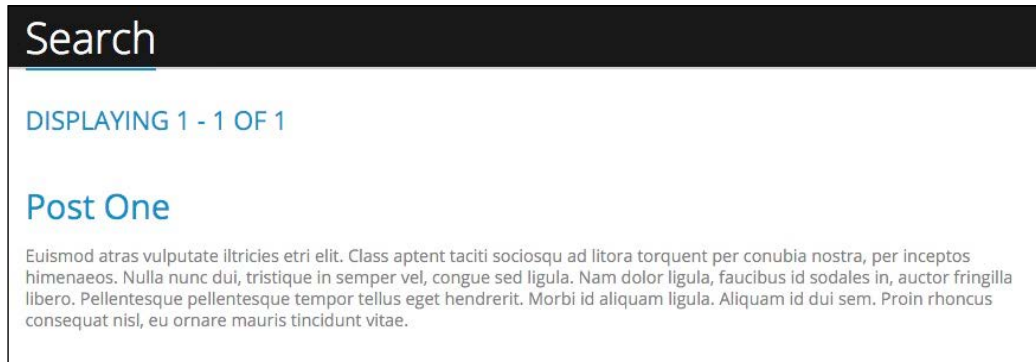 Search
DISPLAYING 1 - 1 OF 1
Post One
Euismod atras vulputate iltricies etri elit. Class aptent taciti sociosqu ad litora torquent per conubia nostra, per inceptos
himenaeos. Nulla nunc dui, tristique in semper vel, congue sed ligula. Nam dolor ligula, faucibus id sodales in, auctor fringilla
libero. Pellentesque pellentesque tempor tellus eget hendrerit. Morbi id aliquam ligula. Aliquam id dui sem. Proin rhoncus
consequat nisl, eu ornare mauris tincidunt vitae.